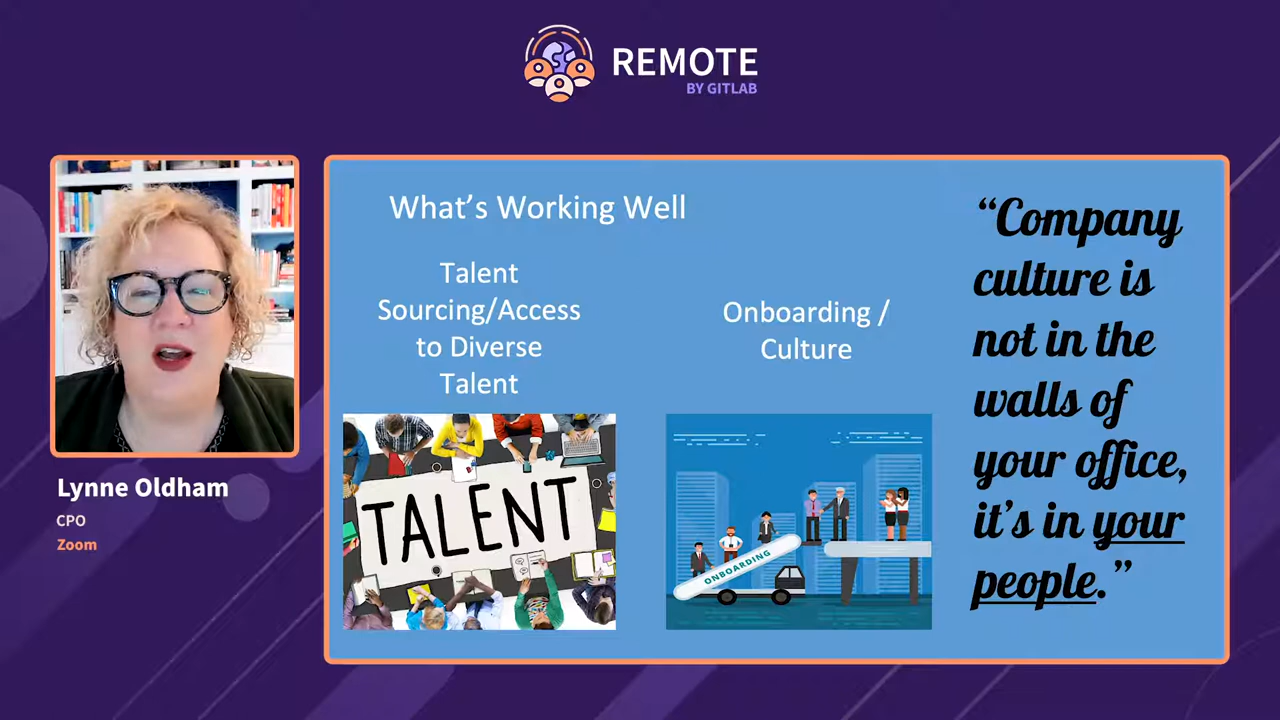 REMOTE
BY GITLAB
Lynne Oldham
CPO
Zoom
What's Working Well
Talent
Sourcing/Access
to Diverse
Talent
Onboarding /
Culture
TALENT
ONBOARDING
“Company
culture is
not in the
walls of
your office,
it's in your
people.”